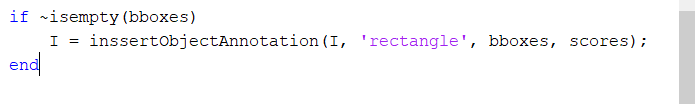 if ~isempty(bboxes)
    I = inssertObjectAnnotation(I, 'rectangle', bboxes, scores);
end